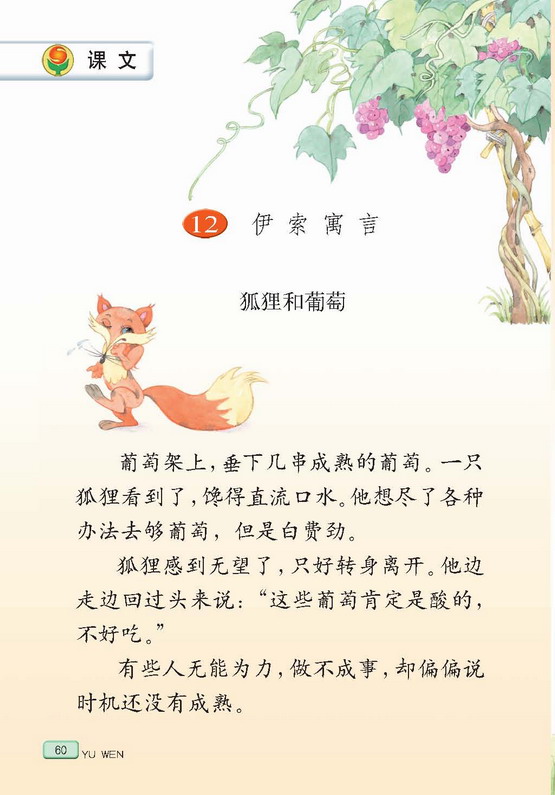 课文
12 伊索寓言
狐狸和葡萄
葡萄架上，垂下几串成熟的葡萄。一只
狐狸看到了，馋得直流口水。他想尽了各种
办法去够葡萄，但是白费劲。
狐狸感到无望了，只好转身离开。他边
走边回过头来说：“这些葡萄肯定是酸的，
不好吃。”
有些人无能为力，做不成事，却偏偏说
时机还没有成熟。
60 YU WEN